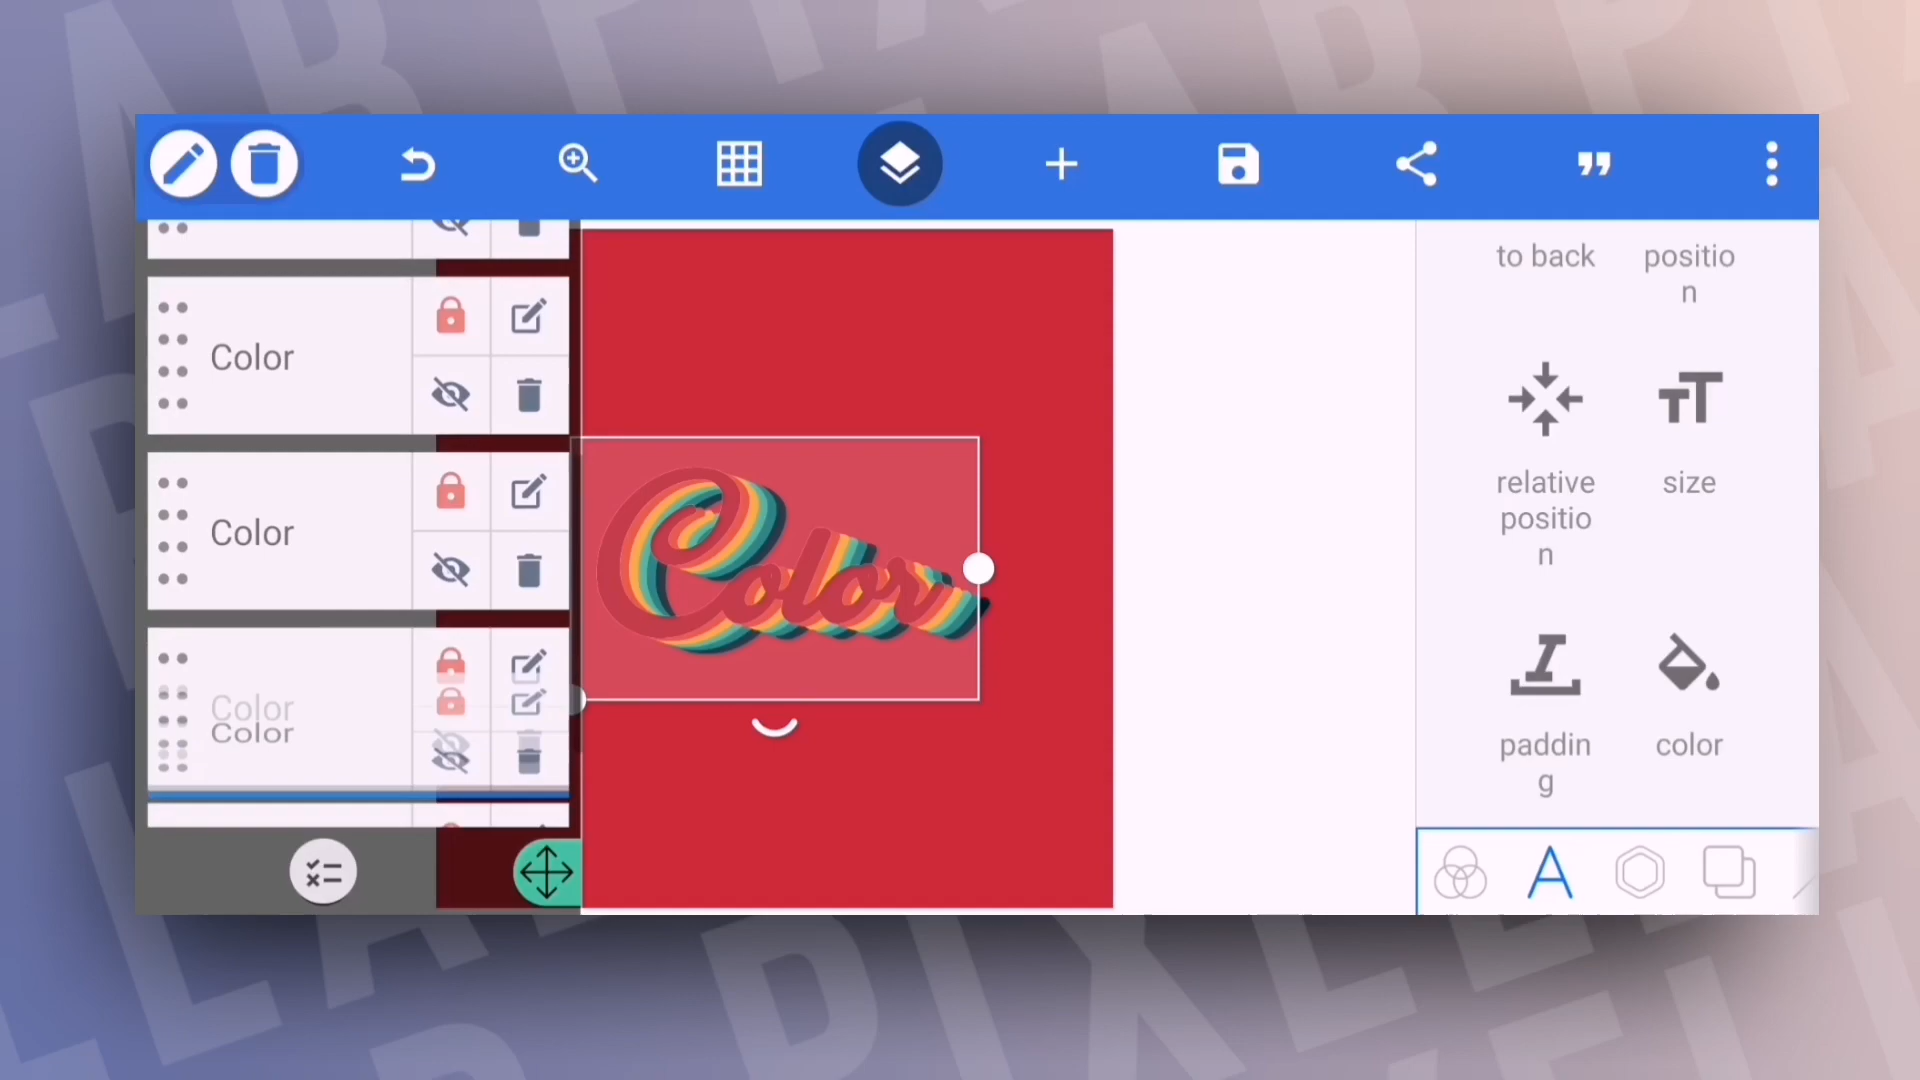 to back
positio
n
Color
Color
Color
Color
Color
relative
positio
n
size
paddin
g
color